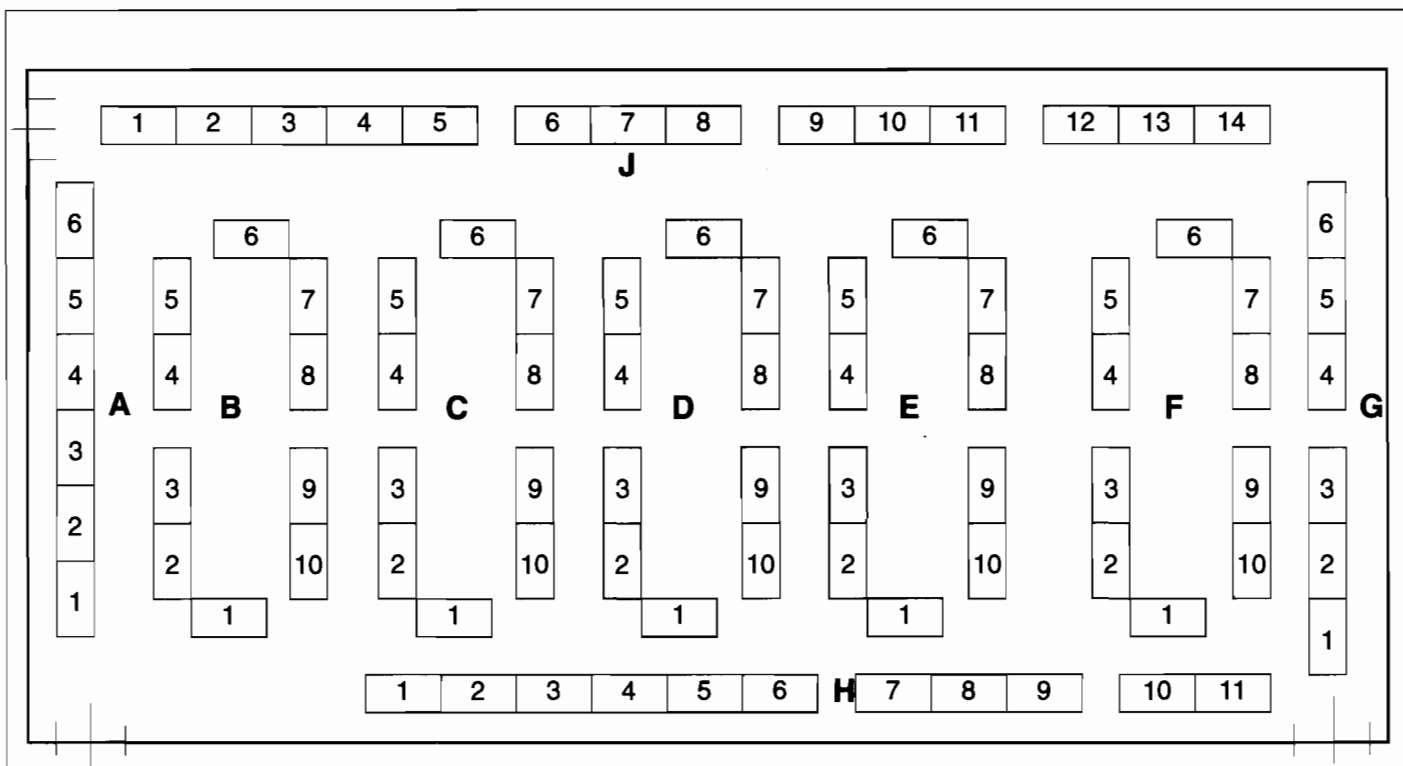 1 2 3 4 5 6 7 8 9 10 11 12 13 14
J
6 6 6 6 6 6 6
5 5 7 5 7 5 7 5 7 5 7 5
4 4 8 4 8 4 8 4 8 4 8 4
A B C D E F G
3 3 9 3 9 3 9 3 9 3 9 3
2 2 10 2 10 2 10 2 10 2 10 2
1 1 1 1 1 1 1
1 2 3 4 5 6 H 7 8 9 10 11